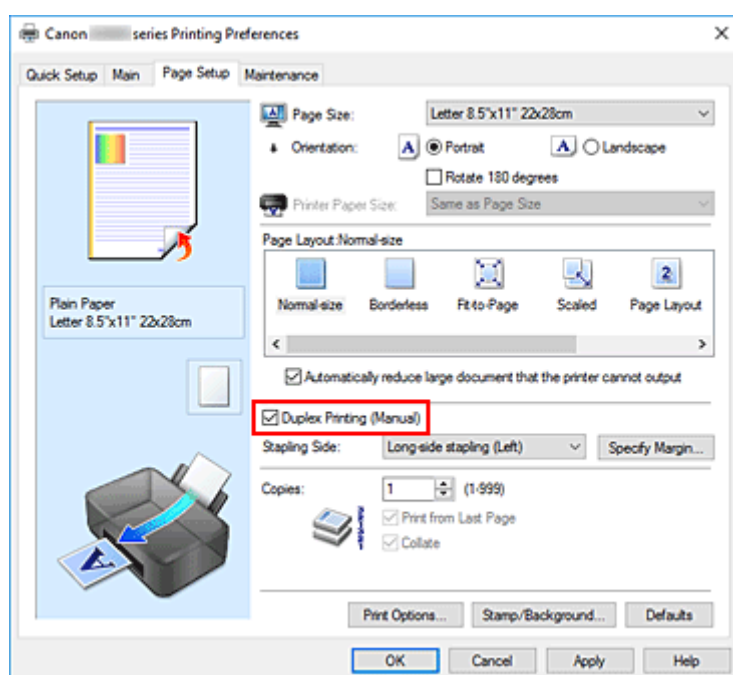 Canon series Printing Preferences
Quick Setup Main Page Setup Maintenance
Page Size: Letter 8.5"x11" 22x28cm
Orientation: A Portrait A Landscape
Rotate 180 degrees
Printer Paper Size: Same as Page Size
Page Layout:Normal-size
2
Normal-size Borderless Fit-to-Page Scaled Page Layout
Plain Paper
Letter 8.5"x11" 22x28cm
Automatically reduce large document that the printer cannot output
Duplex Printing (Manual)
Stapling Side: Long-side stapling (Left) Specify Margin...
Copies: 1 (1-999)
Print from Last Page
Collate
A
Print Options... Stamp/Background... Defaults
OK Cancel Apply Help